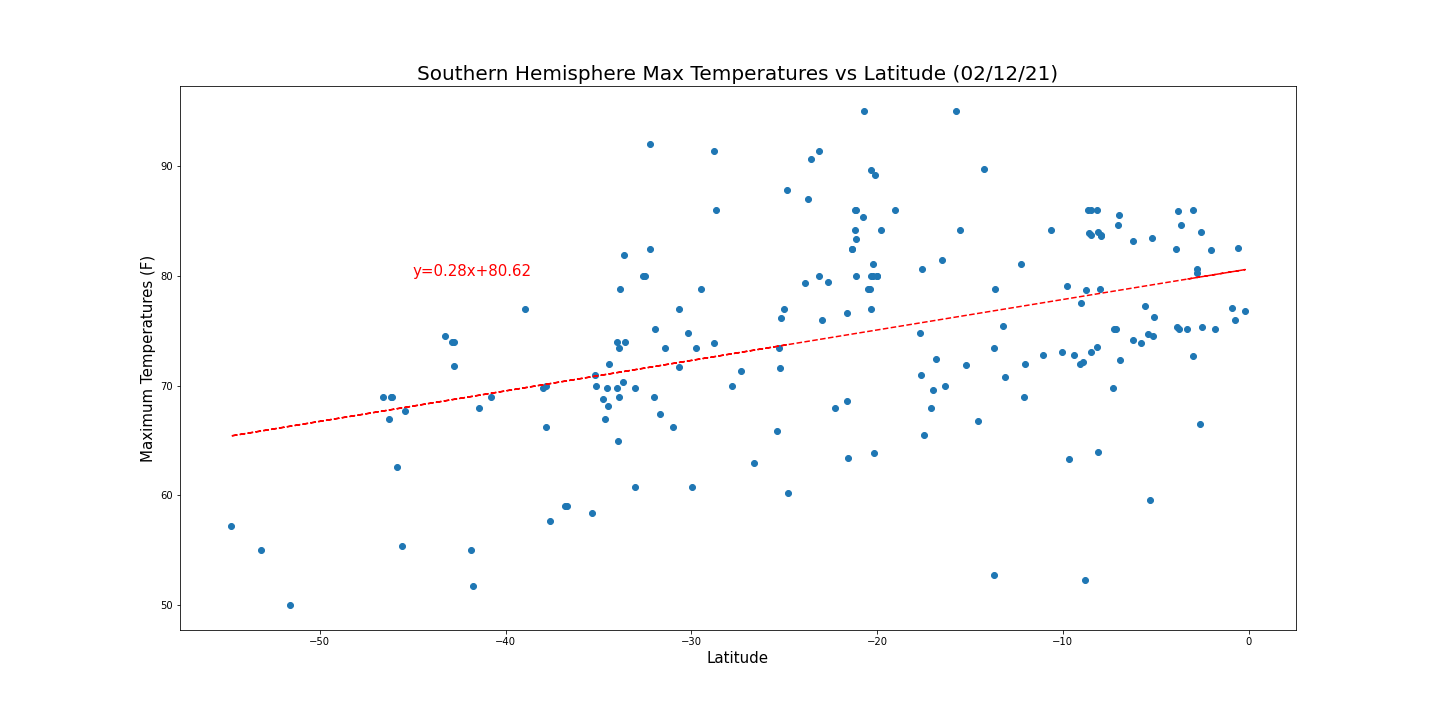 Southern Hemisphere Max Temperatures vs Latitude (02/12/21)
90
80
70
60
50
Maximum Temperatures (F)
y=0.28x+80.62
−50
−40
−30
−20
−10
0
Latitude